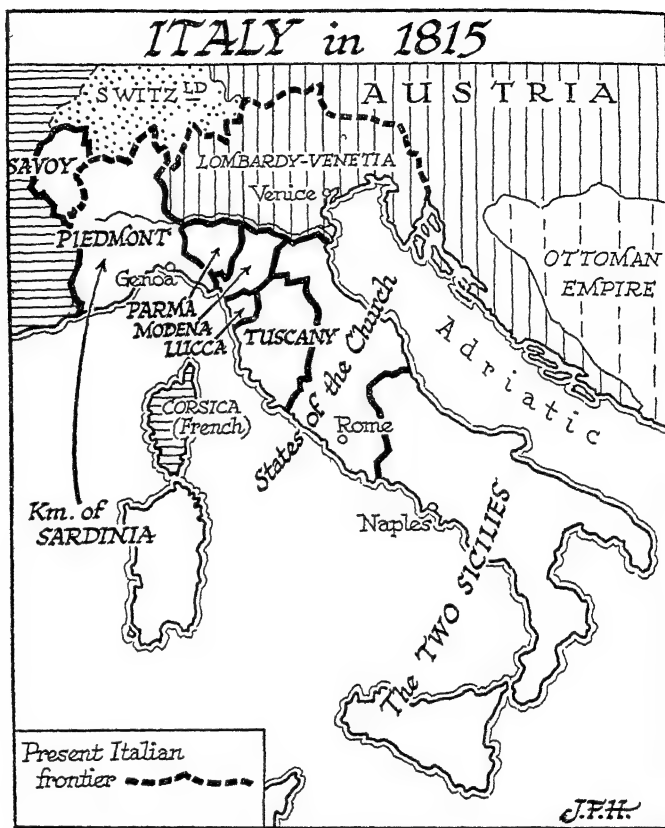 ITALY in 1815
SWITZ.LD
AUSTRIA
SAVOY
LOMBARDY-VENETIA
Venice
PIEDMONT
OTTOMAN
EMPIRE
Genoa
PARMA
MODENA
LUCCA
TUSCANY
States of the Church
Adriatic
CORSICA
(French)
Rome
Km. of
SARDINIA
Naples
The TWO SICILIES
Present Italian
frontier
J.F.H.